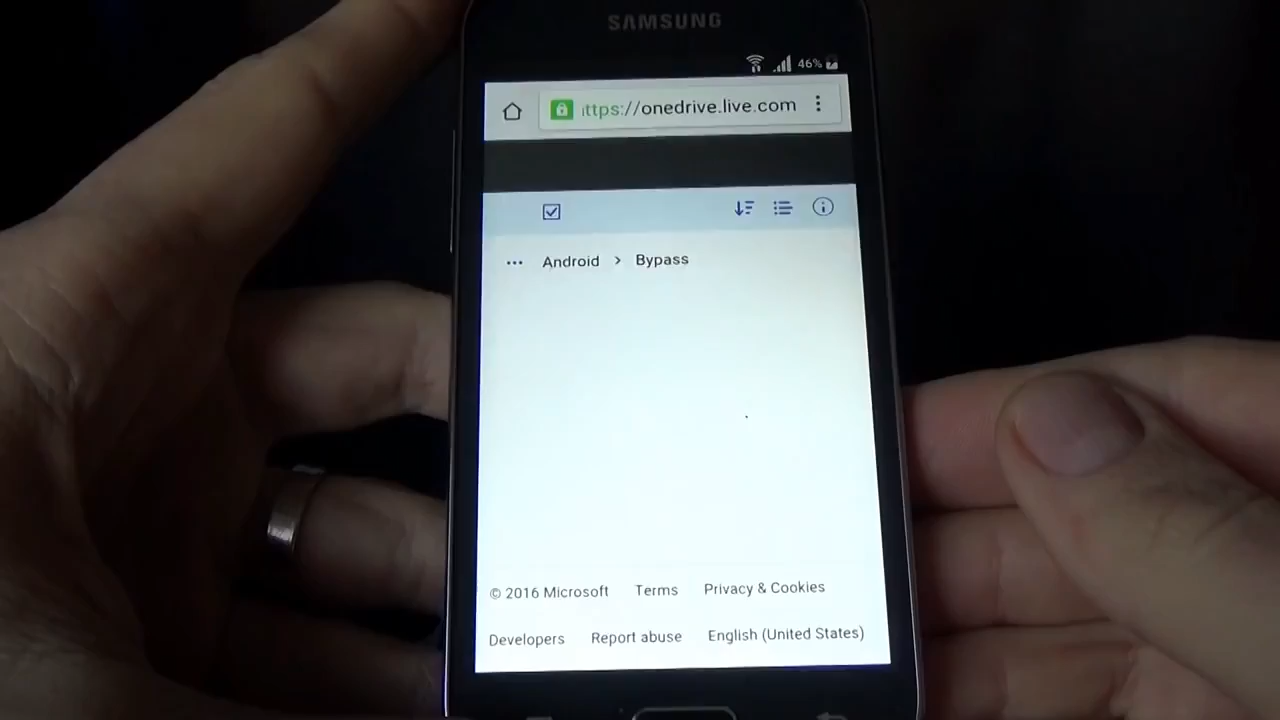 SAMSUNG
46%
ttps://onedrive.live.com
... Android > Bypass
© 2016 Microsoft Terms Privacy & Cookies
Developers Report abuse English (United States)